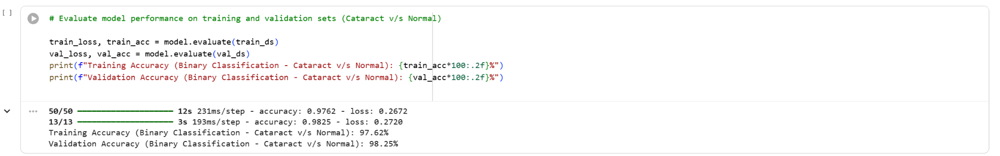 [ ]
# Evaluate model performance on training and validation sets (Cataract v/s Normal)
train_loss, train_acc = model.evaluate(train_ds)
val_loss, val_acc = model.evaluate(val_ds)
print(f"Training Accuracy (Binary Classification - Cataract v/s Normal): {train_acc*100:.2f}%")
print(f"Validation Accuracy (Binary Classification - Cataract v/s Normal): {val_acc*100:.2f}%")
50/50 ━━━━━━━━━━━━━━━━━━━━ 12s 231ms/step - accuracy: 0.9762 - loss: 0.2672
13/13 ━━━━━━━━━━━━━━━━━━━━ 3s 193ms/step - accuracy: 0.9825 - loss: 0.2720
Training Accuracy (Binary Classification - Cataract v/s Normal): 97.62%
Validation Accuracy (Binary Classification - Cataract v/s Normal): 98.25%